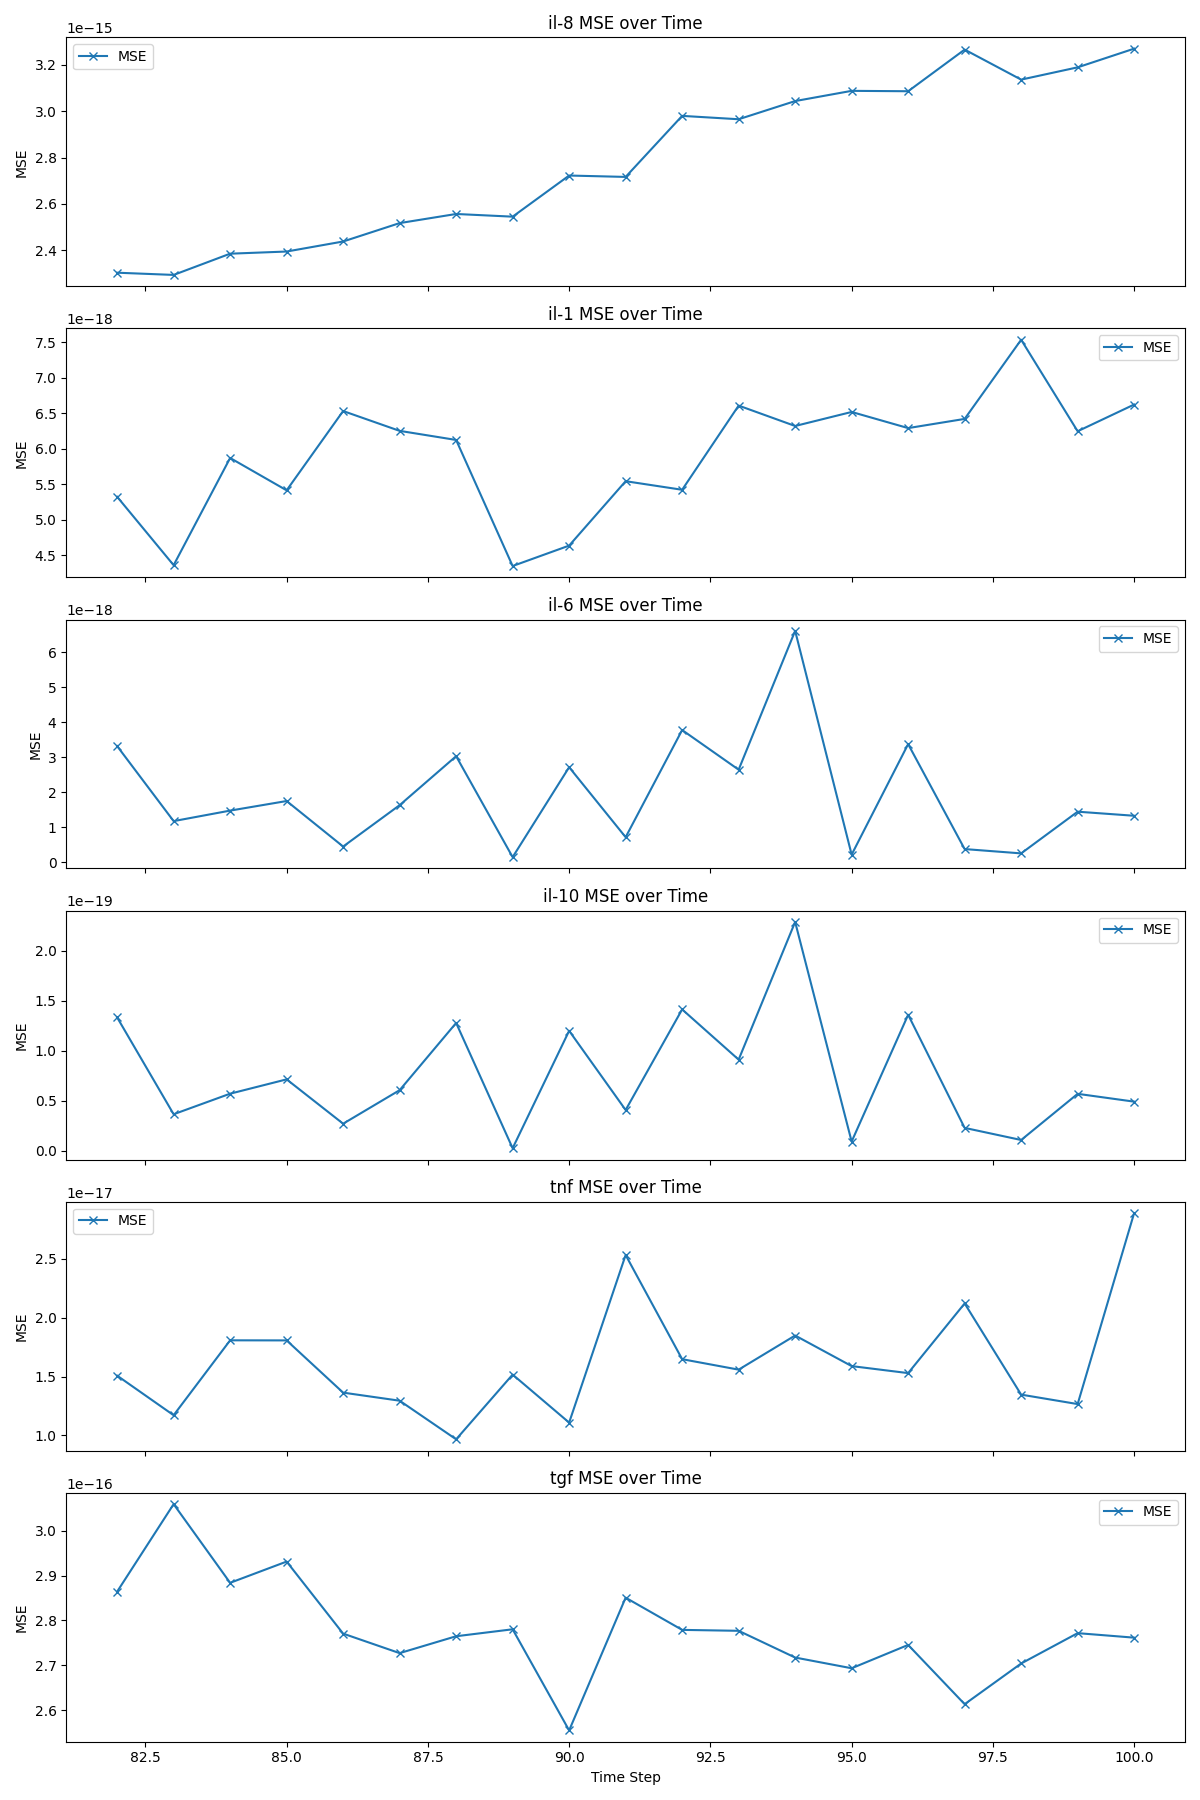 il-8 MSE over Time
1e−15
MSE
3.2
3.0
2.8
2.6
2.4
MSE
il-1 MSE over Time
1e−18
MSE
7.5
7.0
6.5
6.0
5.5
5.0
4.5
MSE
il-6 MSE over Time
1e−18
MSE
6
5
4
3
2
1
0
MSE
il-10 MSE over Time
1e−19
MSE
2.0
1.5
1.0
0.5
0.0
MSE
tnf MSE over Time
1e−17
MSE
2.5
2.0
1.5
1.0
MSE
tgf MSE over Time
1e−16
MSE
3.0
2.9
2.8
2.7
2.6
MSE
82.5 85.0 87.5 90.0 92.5 95.0 97.5 100.0
Time Step